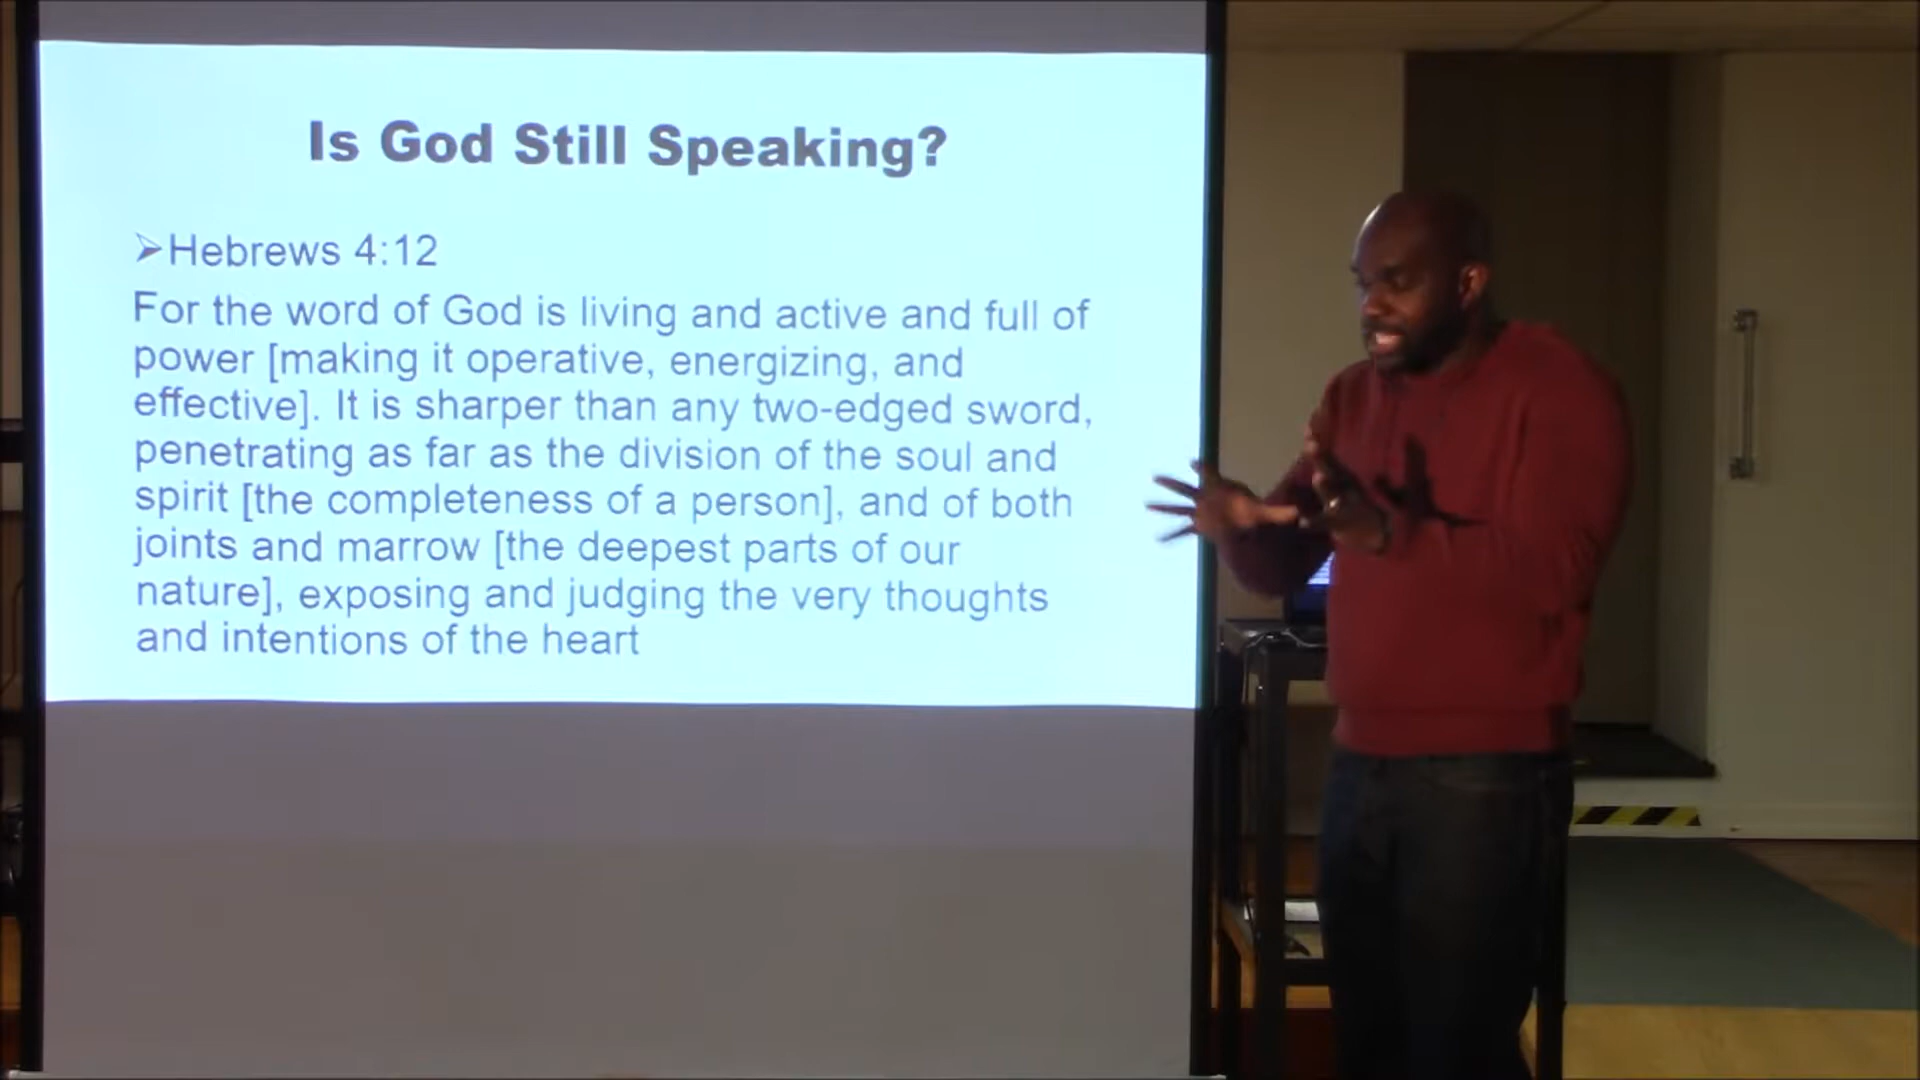 Is God Still Speaking?
➢Hebrews 4:12
For the word of God is living and active and full of
power [making it operative, energizing, and
effective]. It is sharper than any two-edged sword,
penetrating as far as the division of the soul and
spirit [the completeness of a person], and of both
joints and marrow [the deepest parts of our
nature], exposing and judging the very thoughts
and intentions of the heart